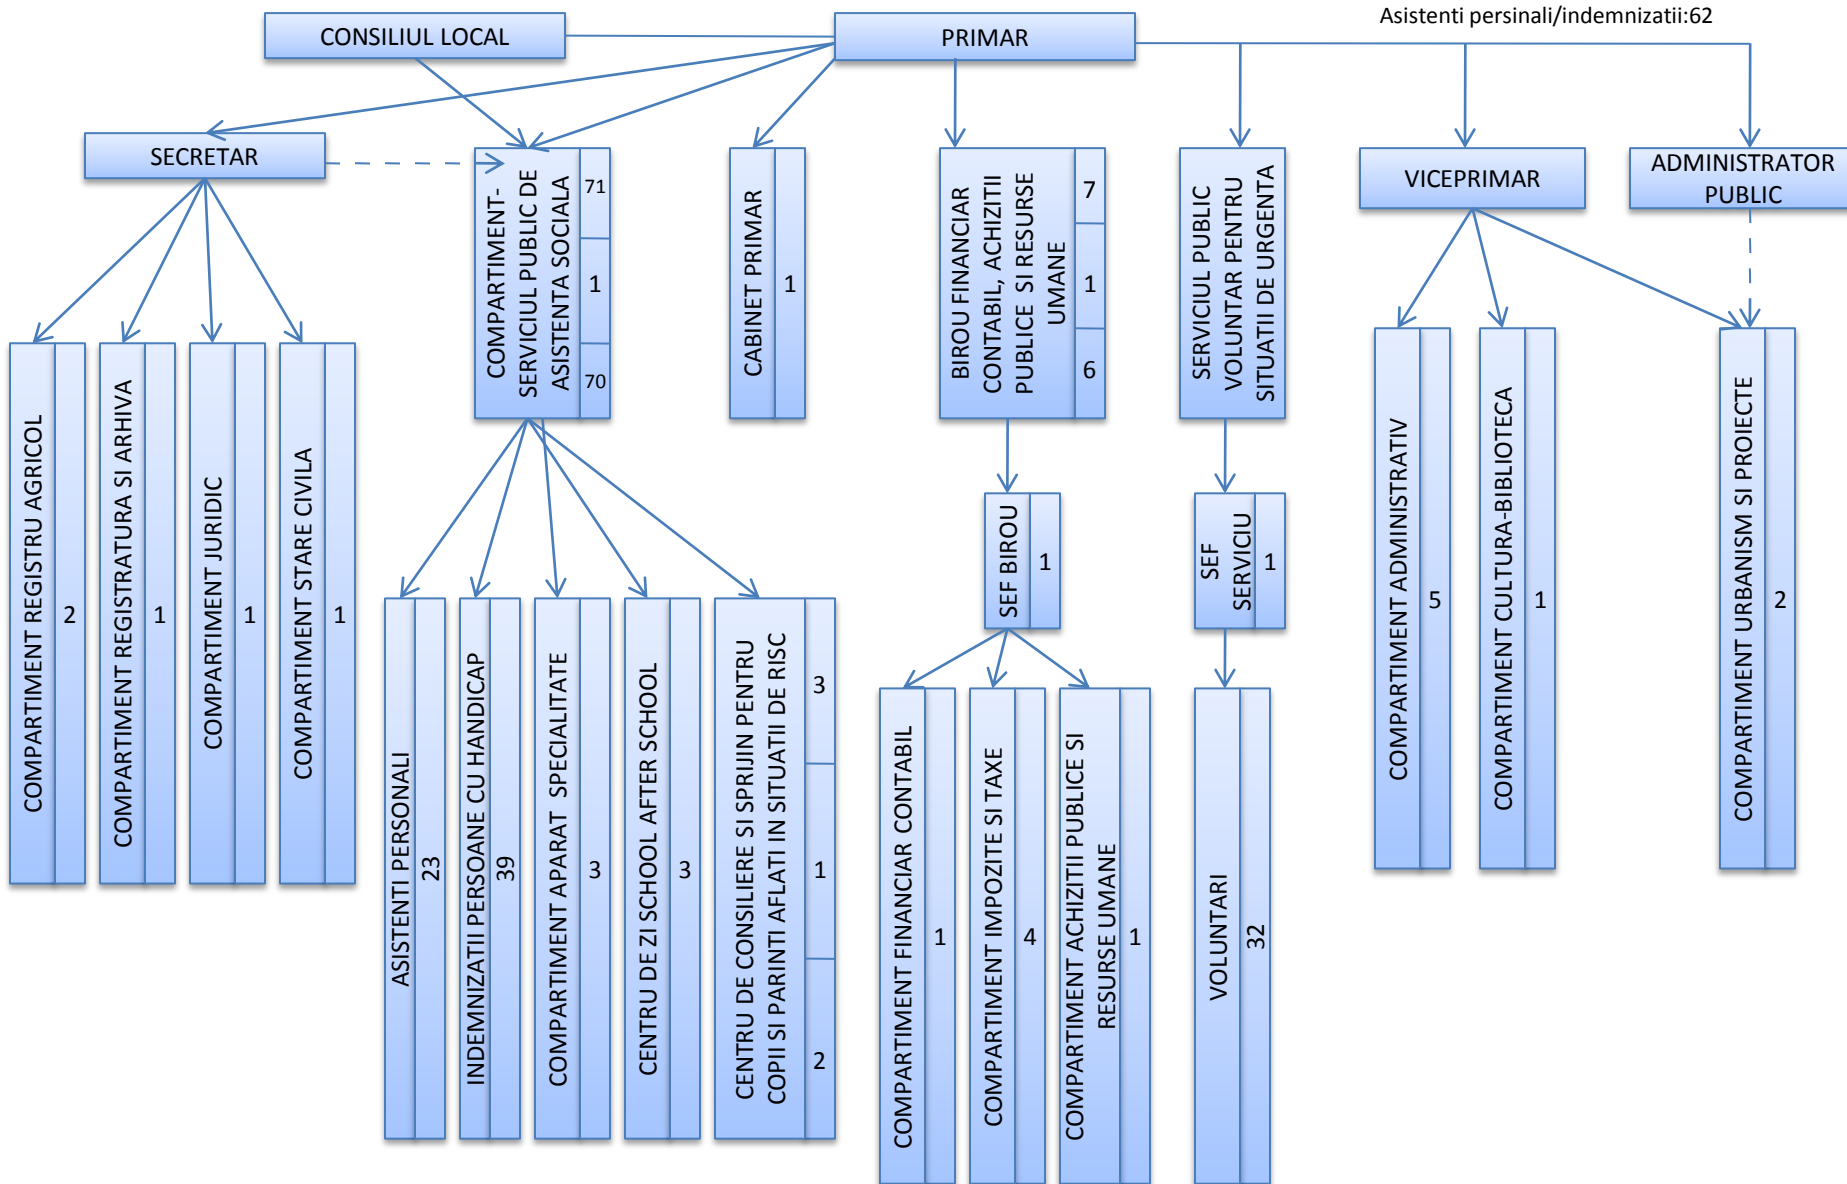 Asistenti persinali/indemnizatii:62
CONSILIUL LOCAL
PRIMAR
SECRETAR
COMPARTIMENT-
SERVICIUL PUBLIC DE
ASISTENTA SOCIALA
71
1
70
CABINET PRIMAR
1
BIROU FINANCIAR
CONTABIL, ACHIZITII
PUBLICE SI RESURSE
UMANE
7
1
6
SERVICIUL PUBLIC
VOLUNTAR PENTRU
SITUATII DE URGENTA
VICEPRIMAR
ADMINISTRATOR
PUBLIC
COMPARTIMENT REGISTRU AGRICOL
2
COMPARTIMENT REGISTRATURA SI ARHIVA
1
COMPARTIMENT JURIDIC
1
COMPARTIMENT STARE CIVILA
1
SEF BIROU
1
SEF
SERVICIU
1
COMPARTIMENT ADMINISTRATIV
5
COMPARTIMENT CULTURA-BIBLIOTECA
1
COMPARTIMENT URBANISM SI PROIECTE
2
ASISTENTI PERSONALI
23
INDEMNIZATII PERSOANE CU HANDICAP
39
COMPARTIMENT APARAT SPECIALITATE
3
CENTRU DE ZI SCHOOL AFTER SCHOOL
3
CENTRU DE CONSILIERE SI SPRIJIN PENTRU
COPII SI PARINTI AFLATI IN SITUATII DE RISC
3
1
2
COMPARTIMENT FINANCIAR CONTABIL
1
COMPARTIMENT IMPOZITE SI TAXE
4
COMPARTIMENT ACHIZITII PUBLICE SI
RESURSE UMANE
1
VOLUNTARI
32